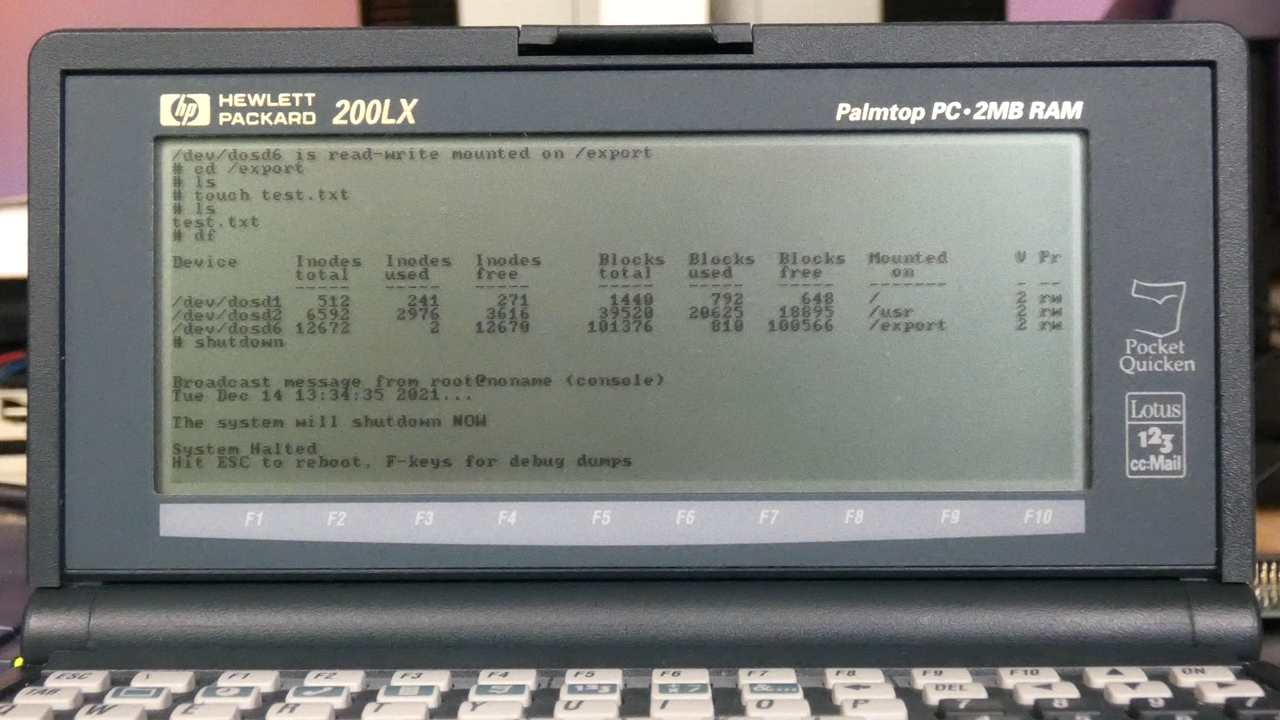 hp HEWLETT PACKARD 200LX Palmtop PC•2MB RAM
/dev/dosd6 is read-write mounted on /export
# cd /export
# ls
# touch test.txt
# ls
test.txt
# df
Device Inodes Inodes Inodes Blocks Blocks Blocks Mounted V Pr
total used free total used free on
----- ----- ----- ----- ----- ----- ------- - --
/dev/dosd1 512 241 271 1440 792 648 / 2 rw
/dev/dosd2 6592 2976 3616 39520 20625 18895 /usr 2 rw
/dev/dosd6 12672 2 12670 101376 810 100566 /export 2 rw
# shutdown
Broadcast message from root@noname (console)
Tue Dec 14 13:34:35 2021...
The system will shutdown NOW
System Halted
Hit ESC to reboot, F-keys for debug dumps
Pocket
Quicken
Lotus
123
cc:Mail
F1 F2 F3 F4 F5 F6 F7 F8 F9 F10
ESC \ F1 F2 F3 F4 F5 F6 F7 F8 F9 F10 ▲ ON
TAB 123 &... ← DEL ◄ ►
W E R T Y U I O P 7 8 9